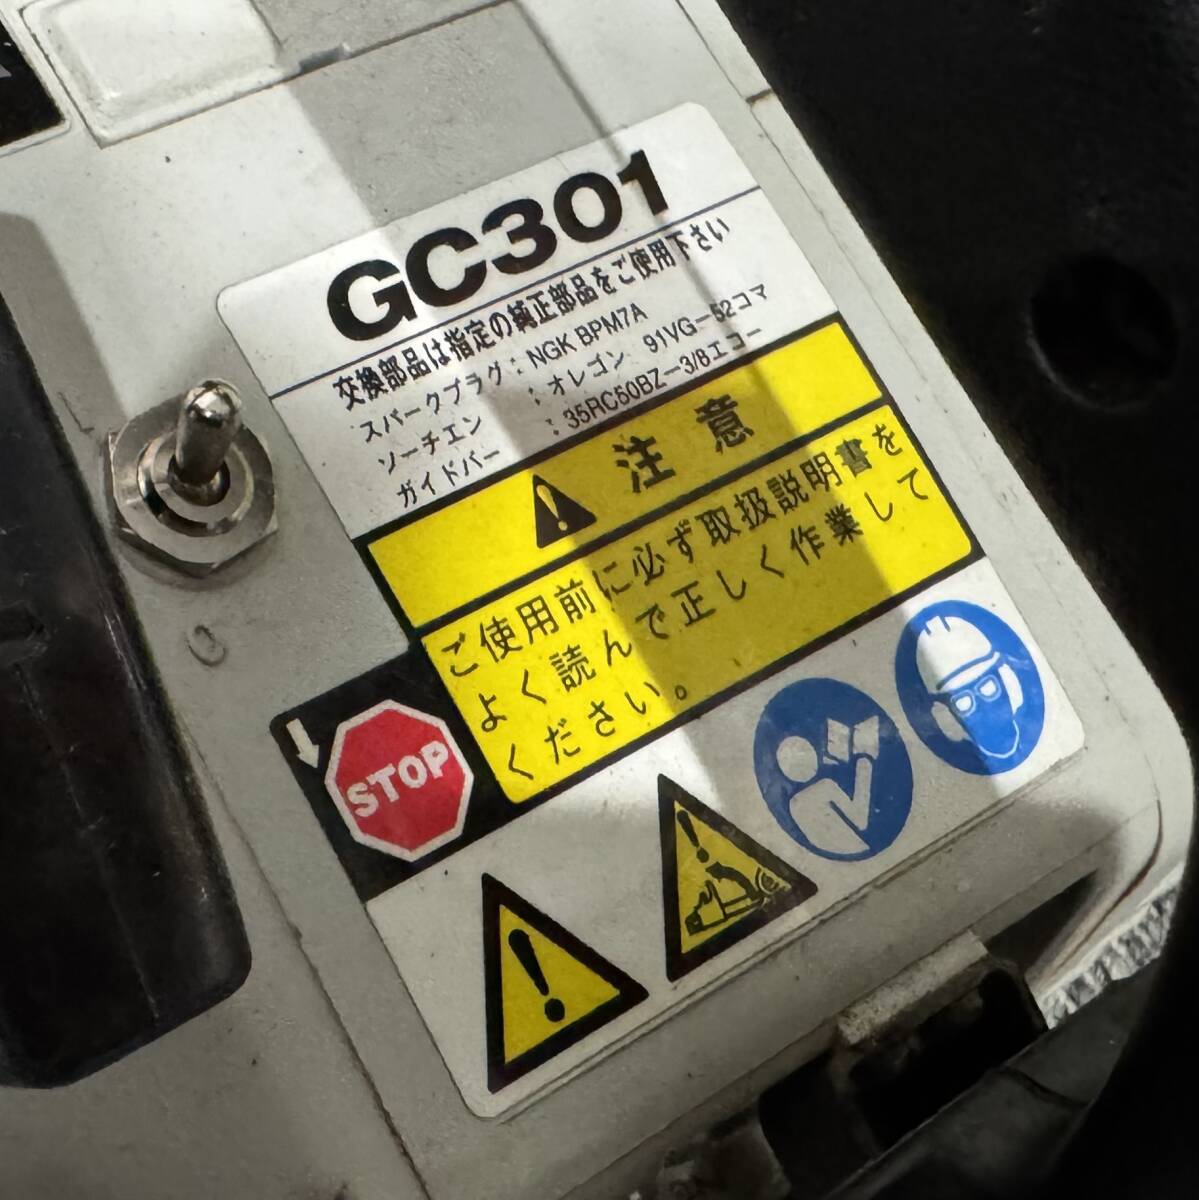 GC301
交換部品は指定の純正部品をご使用下さい
スパークプラグ：NGK BPM7A
ソーチエン　：オレゴン　91VG－52コマ
ガイドバー　：35RC50BZ－3/8エコー
注意
ご使用前に必ず取扱説明書を
よく読んで正しく作業して
ください。
STOP